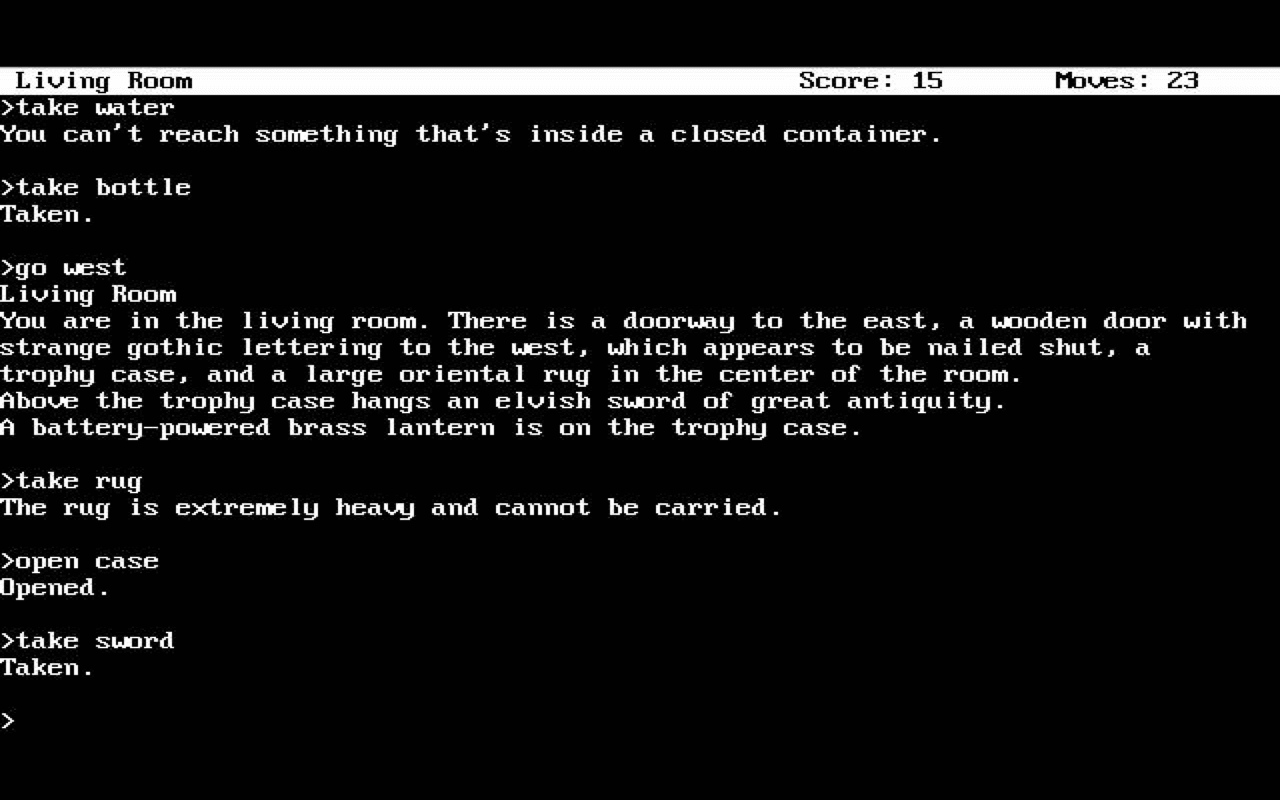 Living Room Score: 15 Moves: 23
>take water
You can't reach something that's inside a closed container.
>take bottle
Taken.
>go west
Living Room
You are in the living room. There is a doorway to the east, a wooden door with
strange gothic lettering to the west, which appears to be nailed shut, a
trophy case, and a large oriental rug in the center of the room.
Above the trophy case hangs an elvish sword of great antiquity.
A battery-powered brass lantern is on the trophy case.
>take rug
The rug is extremely heavy and cannot be carried.
>open case
Opened.
>take sword
Taken.
>